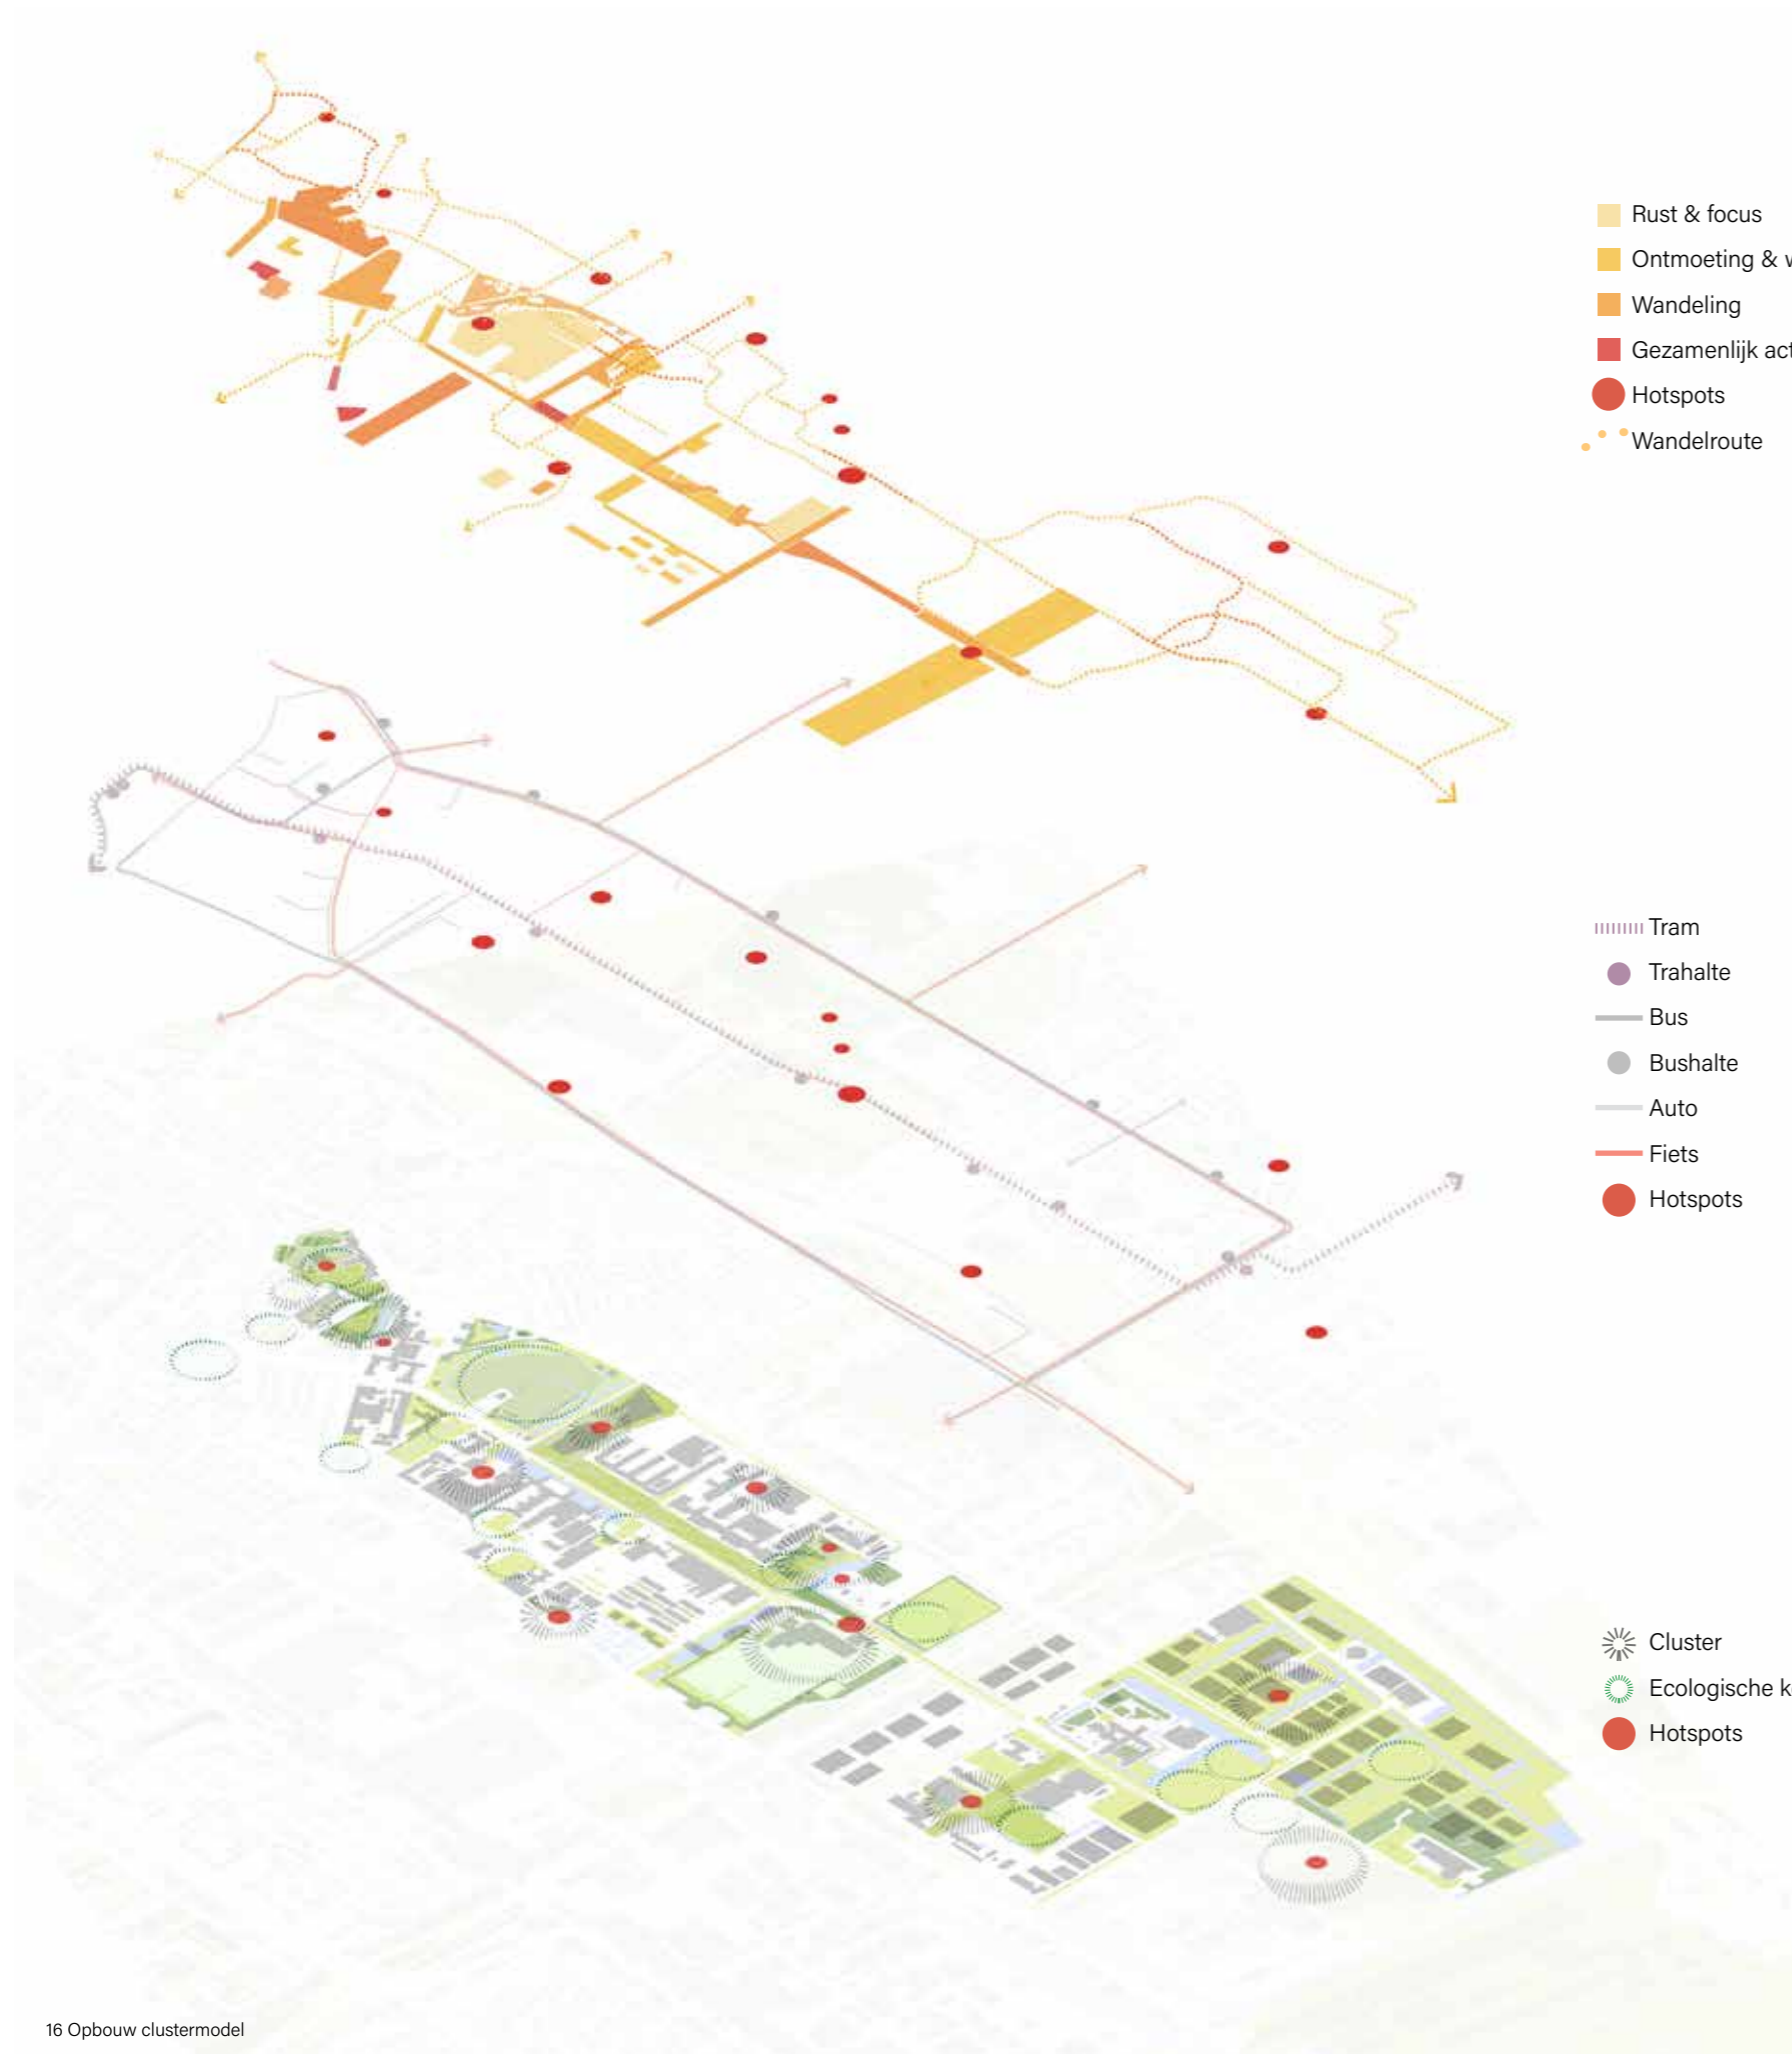 Rust & focus
Ontmoeting &
Wandeling
Gezamenlijk
Hotspots
Wandelroute
Tram
Trahalte
Bus
Bushalte
Auto
Fiets
Hotspots
Cluster
Ecologische
Hotspots
16 Opbouw clustermodel